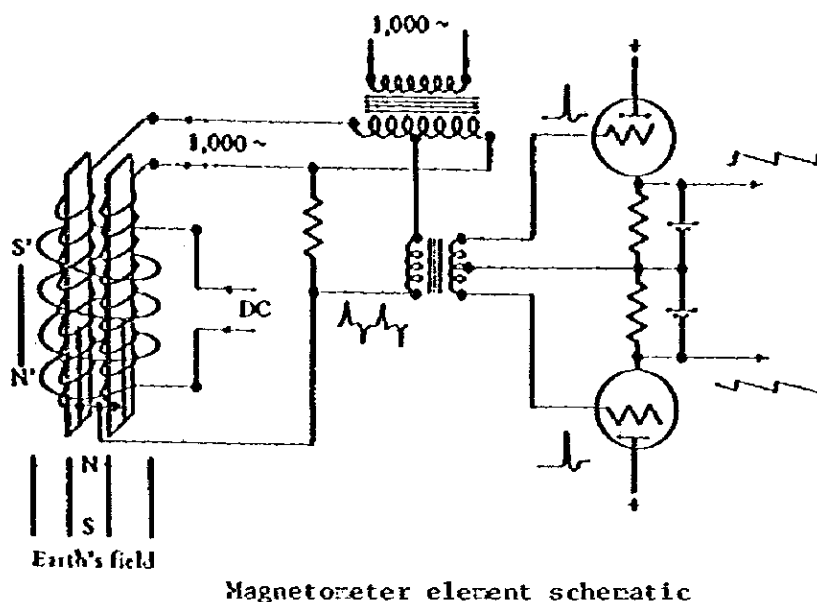 1,000 ~
1,000 ~
+
S'
DC
N'
N
S
Earth's field
+
Magnetometer element schematic